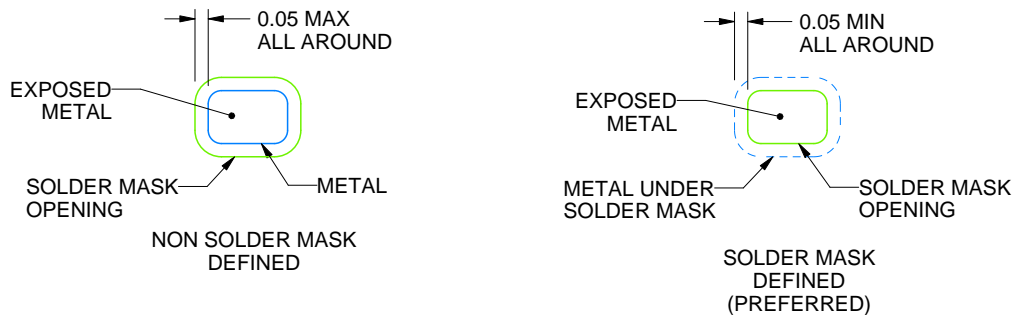 0.05 MAX
ALL AROUND
EXPOSED
METAL
SOLDER MASK
OPENING
METAL
NON SOLDER MASK
DEFINED
0.05 MIN
ALL AROUND
EXPOSED
METAL
METAL UNDER
SOLDER MASK
SOLDER MASK
OPENING
SOLDER MASK
DEFINED
(PREFERRED)